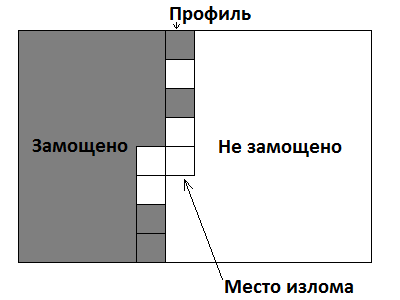 Профиль
Замощено
Не замощено
Место излома